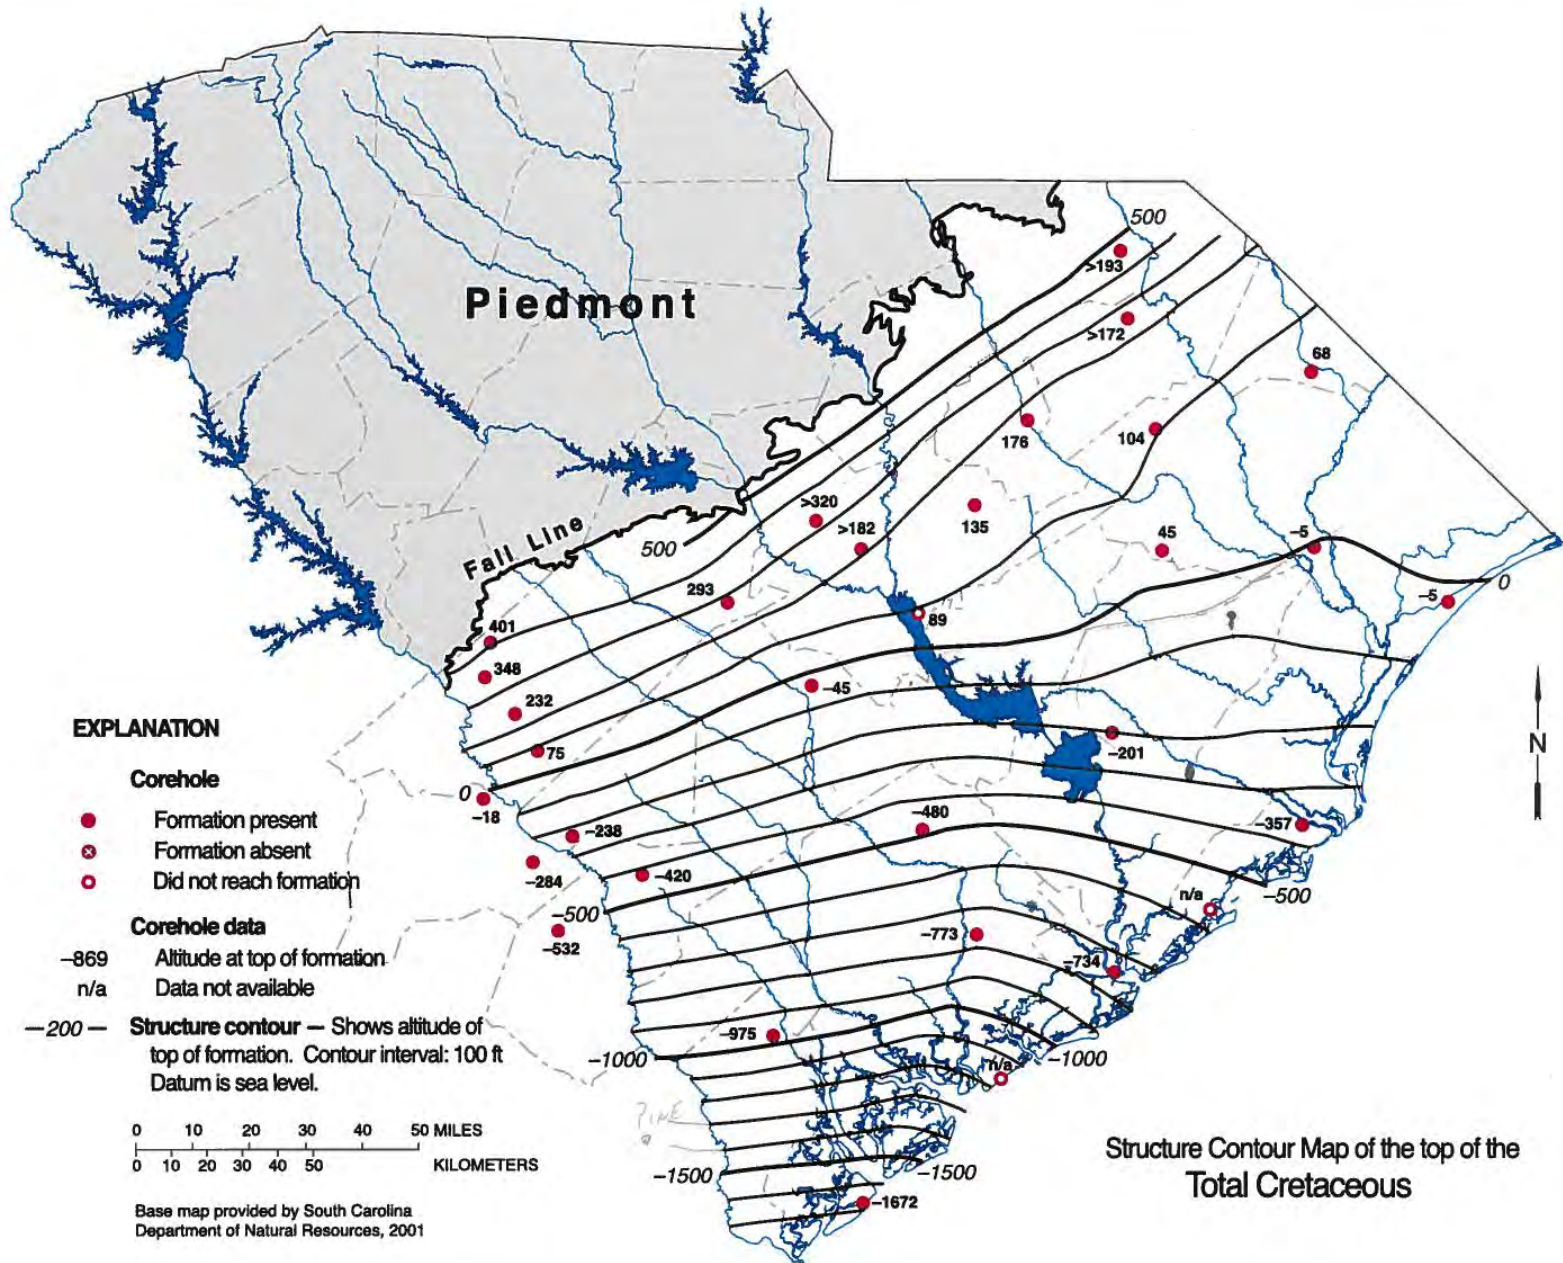 500
>193
Piedmont
>172
68
176
104
>320
>182
135
45
-5
Fall Line
500
0
293
-5
89
401
348
-45
232
75
-201
0
-18
-480
-357
-238
-284
-420
-500
n/a
-500
-532
-773
-734
-975
-1000
-1000
n/a
PINE
-1500
-1500
-1672
EXPLANATION
Corehole
Formation present
Formation absent
Did not reach formation
Corehole data
-869 Altitude at top of formation
n/a Data not available
—200— Structure contour — Shows altitude of
top of formation. Contour interval: 100 ft
Datum is sea level.
0 10 20 30 40 50 MILES
0 10 20 30 40 50 KILOMETERS
Base map provided by South Carolina
Department of Natural Resources, 2001
N
Structure Contour Map of the top of the
Total Cretaceous